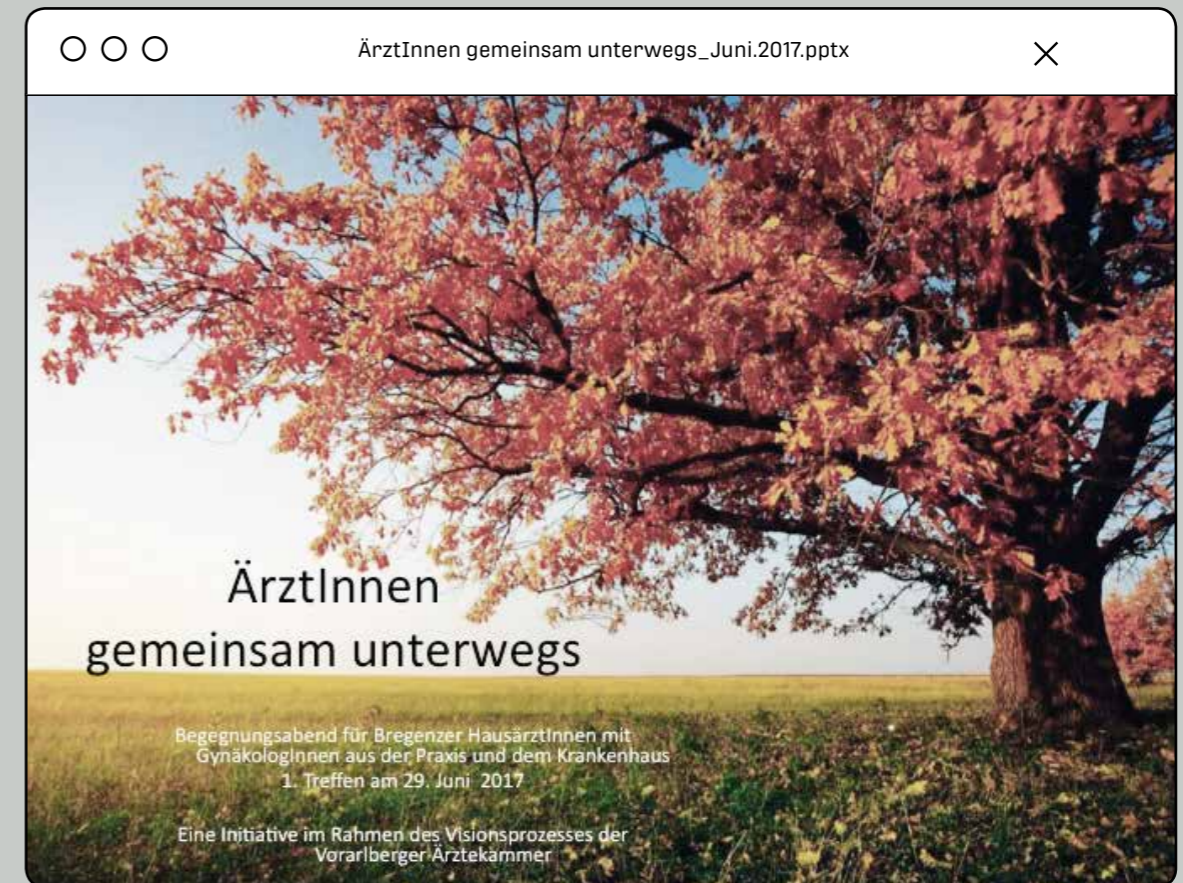 ÄrztInnen gemeinsam unterwegs_Juni.2017.pptx
ÄrztInnen
gemeinsam unterwegs
Begegnungsabend für Bregenzer HausärztInnen mit
GynäkologInnen aus der Praxis und dem Krankenhaus
1. Treffen am 29. Juni 2017
Eine Initiative im Rahmen des Visionsprozesses der
Vorarlberger Ärztekammer